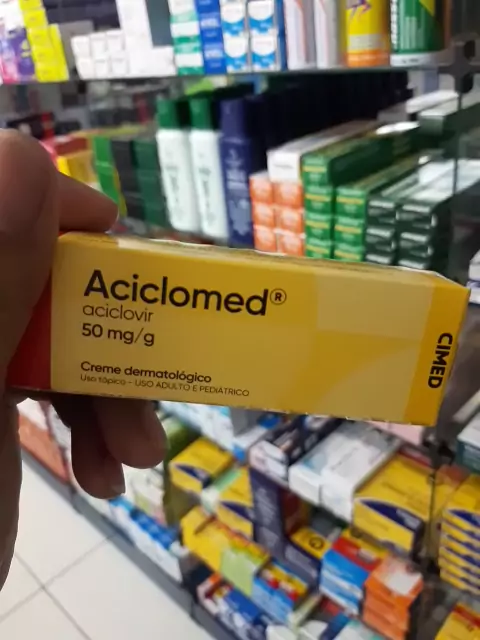 Aciclomed®
aciclovir
50 mg/g
Creme dermatológico
Uso tópico – USO ADULTO E PEDIÁTRICO
CIMED